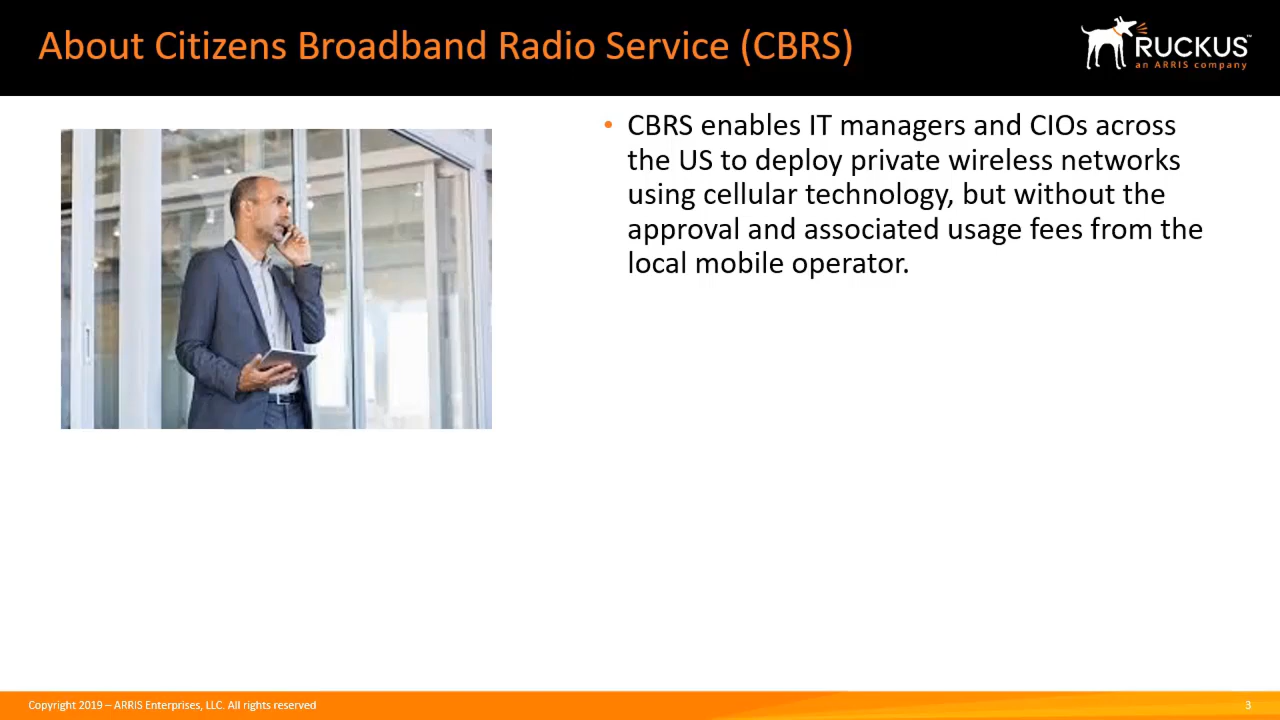 About Citizens Broadband Radio Service (CBRS)
RUCKUS™
an ARRIS company
• CBRS enables IT managers and CIOs across
the US to deploy private wireless networks
using cellular technology, but without the
approval and associated usage fees from the
local mobile operator.
Copyright 2019 – ARRIS Enterprises, LLC. All rights reserved
3